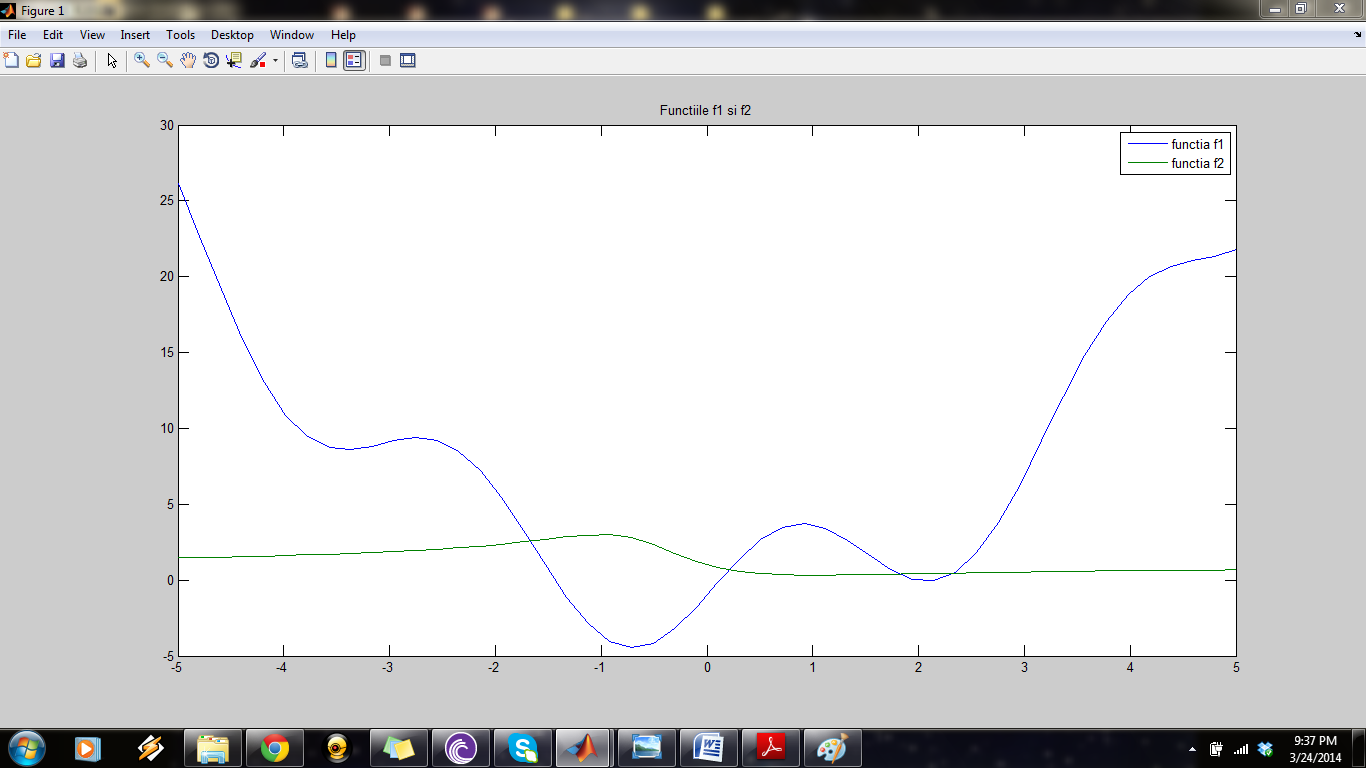 Figure 1
File Edit View Insert Tools Desktop Window Help
Functiile f1 si f2
30
functia f1
functia f2
25
20
15
10
5
0
-5
-5 -4 -3 -2 -1 0 1 2 3 4 5
9:37 PM
3/24/2014